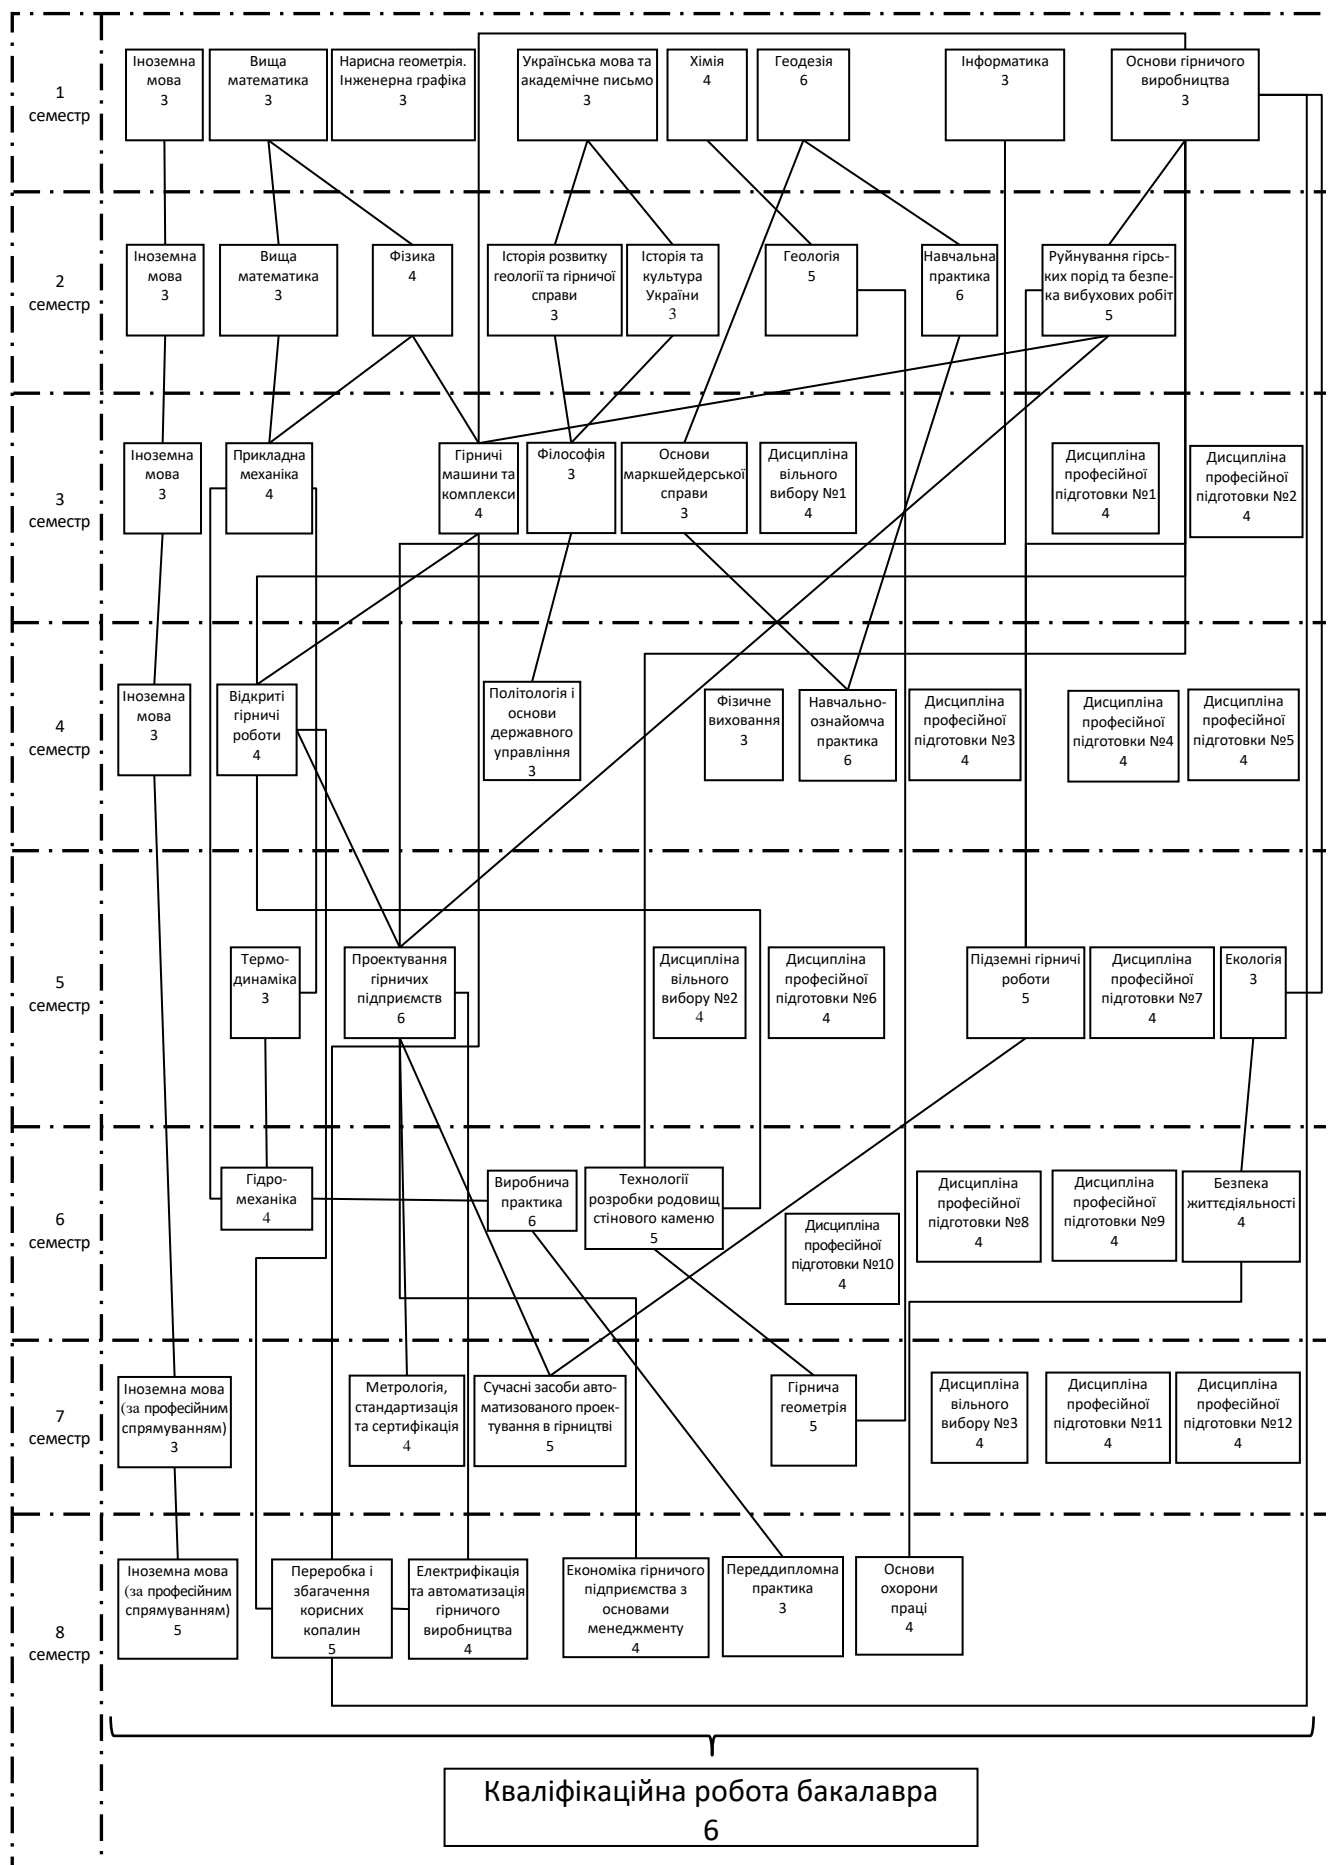 1
семестр
Іноземна
мова
3
Вища
математика
3
Нарисна геометрія.
Інженерна графіка
3
Українська мова та
академічне письмо
3
Хімія
4
Геодезія
6
Інформатика
3
Основи гірничого
виробництва
3
2
семестр
Іноземна
мова
3
Вища
математика
3
Фізика
4
Історія розвитку
геології та гірничої
справи
3
Історія та
культура
України
3
Геологія
5
Навчальна
практика
6
Руйнування гірсь-
ких порід та безпе-
ка вибухових робіт
5
3
семестр
Іноземна
мова
3
Прикладна
механіка
4
Гірничі
машини та
комплекси
4
Філософія
3
Основи
маркшейдерської
справи
3
Дисципліна
вільного
вибору №1
4
Дисципліна
професійної
підготовки №1
4
Дисципліна
професійної
підготовки №2
4
4
семестр
Іноземна
мова
3
Відкриті
гірничі
роботи
4
Політологія і
основи
державного
управління
3
Фізичне
виховання
3
Навчально-
ознайомча
практика
6
Дисципліна
професійної
підготовки №3
4
Дисципліна
професійної
підготовки №4
4
Дисципліна
професійної
підготовки №5
4
5
семестр
Термо-
динаміка
3
Проектування
гірничих
підприємств
6
Дисципліна
вільного
вибору №2
4
Дисципліна
професійної
підготовки №6
4
Підземні гірничі
роботи
5
Дисципліна
професійної
підготовки №7
4
Екологія
3
6
семестр
Гідро-
механіка
4
Виробнича
практика
6
Технології
розробки родовищ
стінового каменю
5
Дисципліна
професійної
підготовки №10
4
Дисципліна
професійної
підготовки №8
4
Дисципліна
професійної
підготовки №9
4
Безпека
життєдіяльності
4
7
семестр
Іноземна мова
(за професійним
спрямуванням)
3
Метрологія,
стандартизація
та сертифікація
4
Сучасні засоби авто-
матизованого проек-
тування в гірництві
5
Гірнича
геометрія
5
Дисципліна
вільного
вибору №3
4
Дисципліна
професійної
підготовки №11
4
Дисципліна
професійної
підготовки №12
4
8
семестр
Іноземна мова
(за професійним
спрямуванням)
5
Переробка і
збагачення
корисних
копалин
5
Електрифікація
та автоматизація
гірничого
виробництва
4
Економіка гірничого
підприємства з
основами
менеджменту
4
Переддипломна
практика
3
Основи
охорони
праці
4
Кваліфікаційна робота бакалавра
6